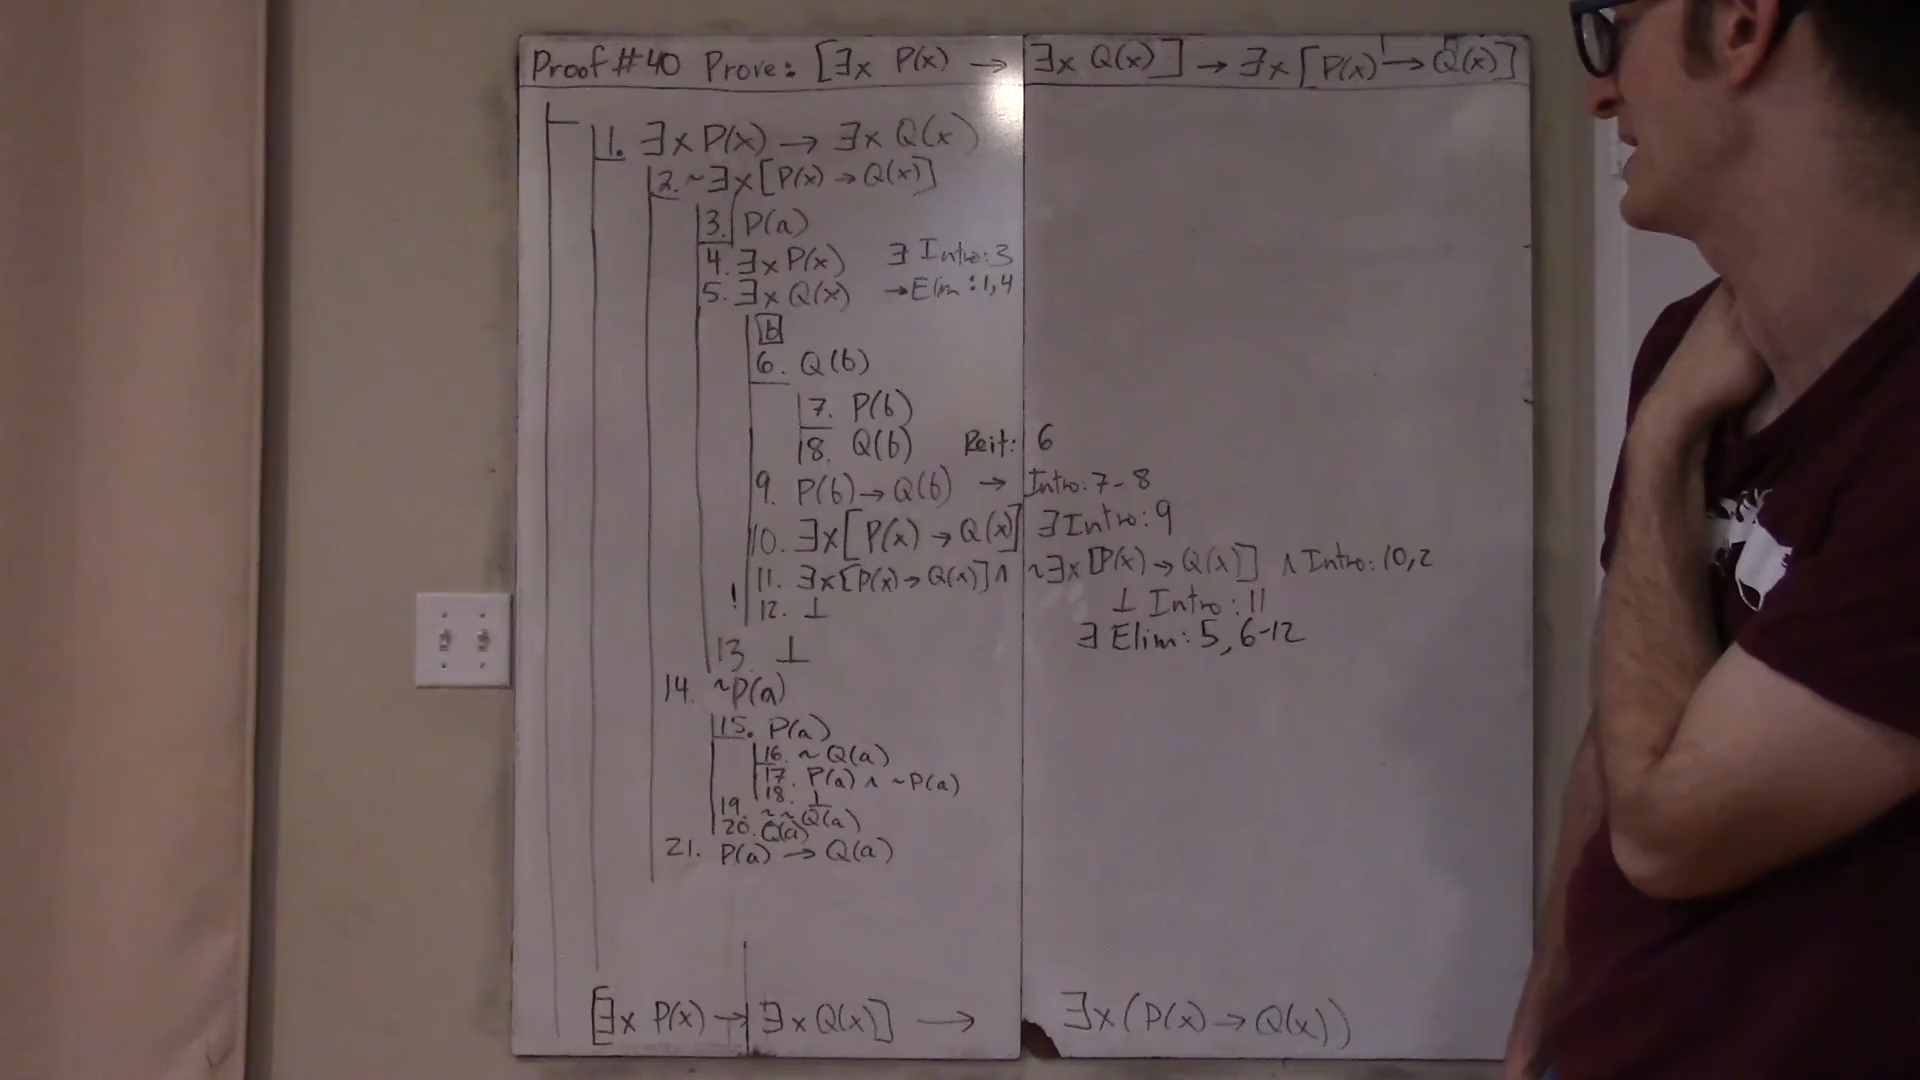 Proof #40 Prove: [∃x P(x) → ∃x Q(x)] → ∃x [P(x) → Q(x)]
1. ∃x P(x) → ∃x Q(x)
2. ~∃x [P(x) → Q(x)]
3. P(a)
4. ∃x P(x) ∃ Intro: 3
5. ∃x Q(x) → Elim: 1,4
b
6. Q(b)
7. P(b)
8. Q(b) Reit: 6
9. P(b) → Q(b) → Intro: 7-8
10. ∃x [P(x) → Q(x)] ∃ Intro: 9
11. ∃x [P(x) → Q(x)] ∧ ~∃x [P(x) → Q(x)] ∧ Intro: 10,2
! 12. ⊥ ⊥ Intro: 11
13. ⊥ ∃ Elim: 5, 6-12
14. ~P(a)
15. P(a)
16. ~Q(a)
17. P(a) ∧ ~P(a)
18. ⊥
19. ~~Q(a)
20. Q(a)
21. P(a) → Q(a)
[∃x P(x) → ∃x Q(x)] → ∃x (P(x) → Q(x))